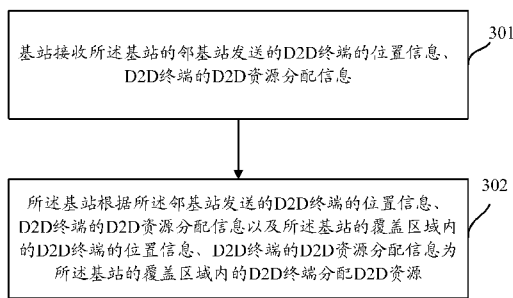 基站接收所述基站的邻基站发送的D2D终端的位置信息、
D2D终端的D2D资源分配信息
301
所述基站根据所述邻基站发送的D2D终端的位置信息、
D2D终端的D2D资源分配信息以及所述基站的覆盖区域内
的D2D终端的位置信息、D2D终端的D2D资源分配信息为
所述基站的覆盖区域内的D2D终端分配D2D资源
302